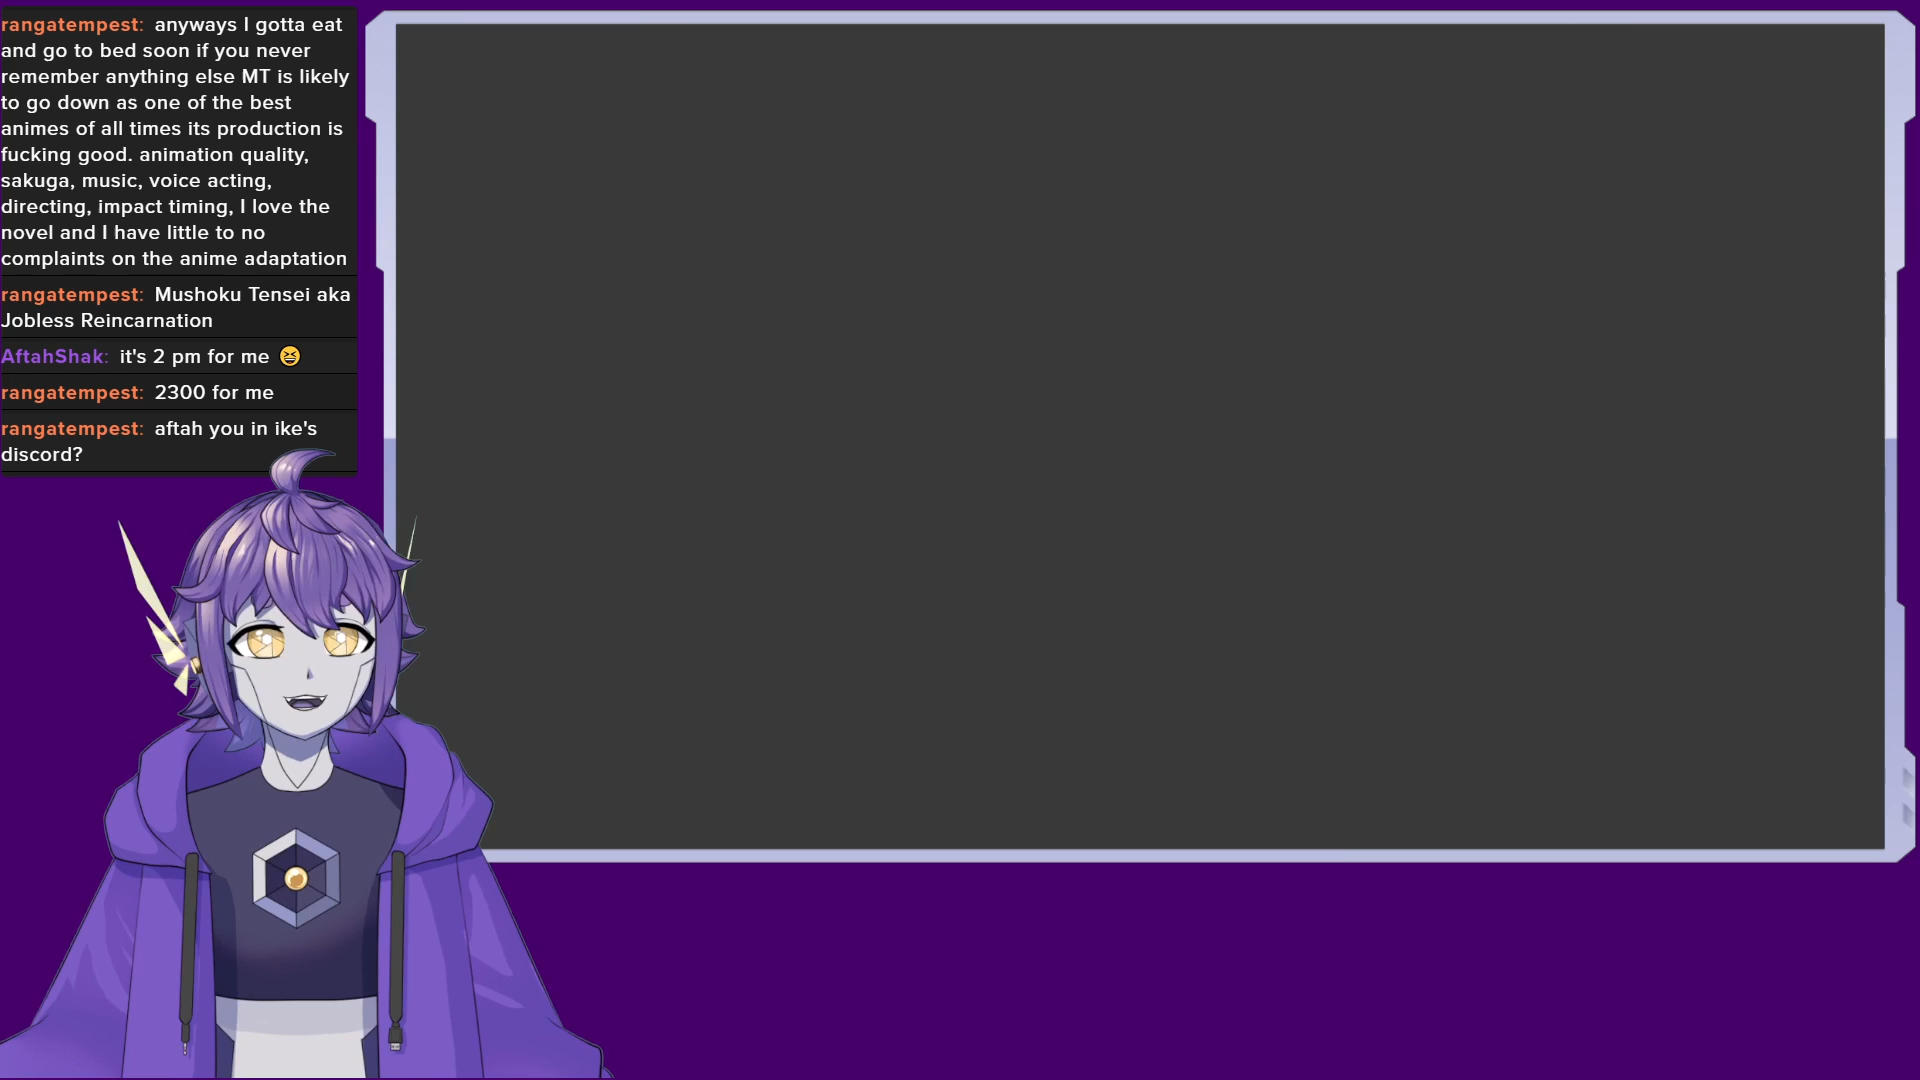 rangatempest: anyways I gotta eat
and go to bed soon if you never
remember anything else MT is likely
to go down as one of the best
animes of all times its production is
fucking good. animation quality,
sakuga, music, voice acting,
directing, impact timing, I love the
novel and I have little to no
complaints on the anime adaptation
rangatempest: Mushoku Tensei aka
Jobless Reincarnation
AftahShak: it's 2 pm for me 😆
rangatempest: 2300 for me
rangatempest: aftah you in ike's
discord?